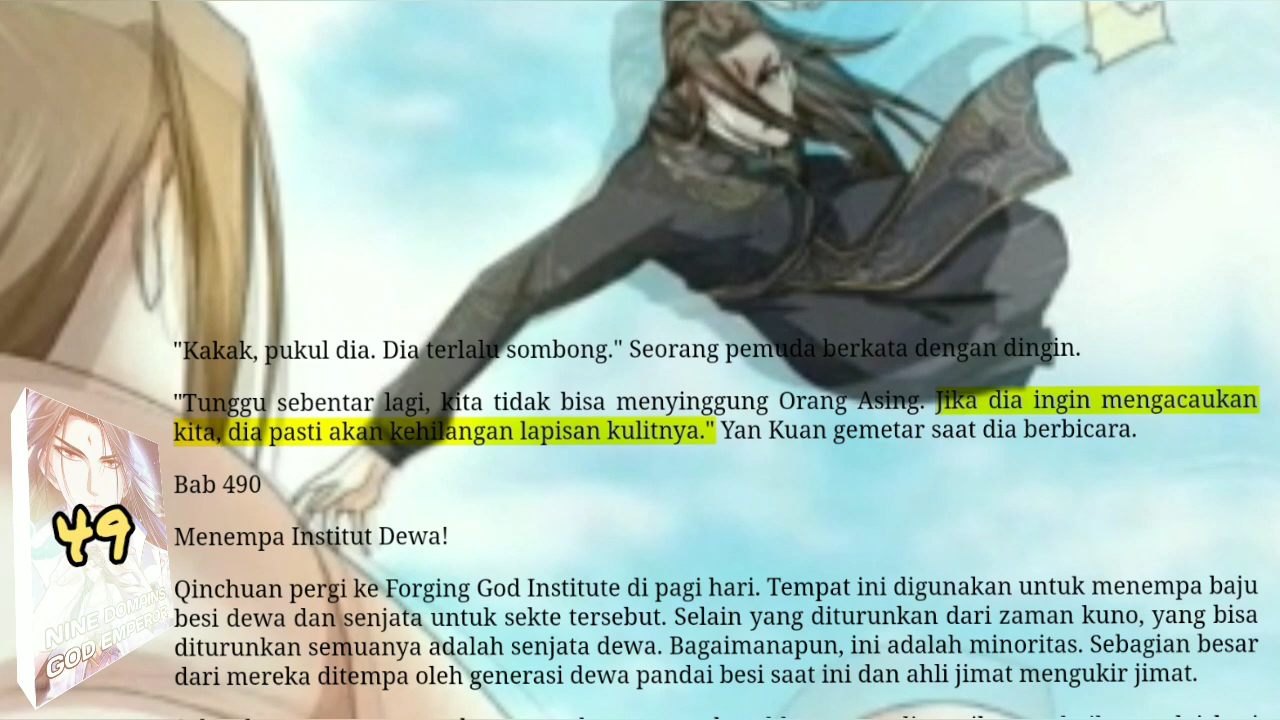 "Kakak, pukul dia. Dia terlalu sombong." Seorang pemuda berkata dengan dingin.
"Tunggu sebentar lagi, kita tidak bisa menyinggung Orang Asing. Jika dia ingin mengacaukan
kita, dia pasti akan kehilangan lapisan kulitnya." Yan Kuan gemetar saat dia berbicara.
Bab 490
Menempa Institut Dewa!
Qinchuan pergi ke Forging God Institute di pagi hari. Tempat ini digunakan untuk menempa baju
besi dewa dan senjata untuk sekte tersebut. Selain yang diturunkan dari zaman kuno, yang bisa
diturunkan semuanya adalah senjata dewa. Bagaimanapun, ini adalah minoritas. Sebagian besar
dari mereka ditempa oleh generasi dewa pandai besi saat ini dan ahli jimat mengukir jimat.
49
NINE DOMAINS
GOD EMPEROR